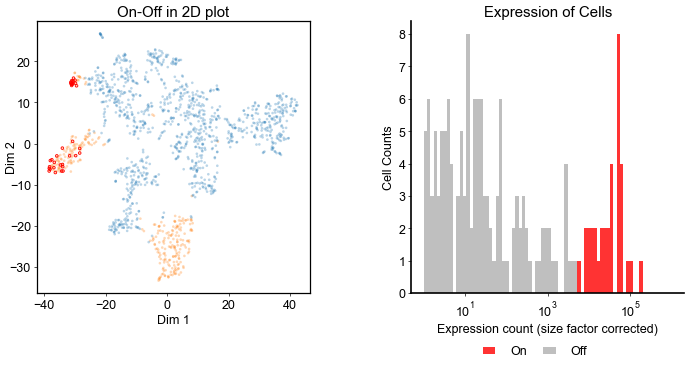 On-Off in 2D plot
Dim 2
20
10
0
−10
−20
−30
−40
−20
0
20
40
Dim 1
Expression of Cells
Cell Counts
8
7
6
5
4
3
2
1
0
10^1
10^3
10^5
Expression count (size factor corrected)
On
Off